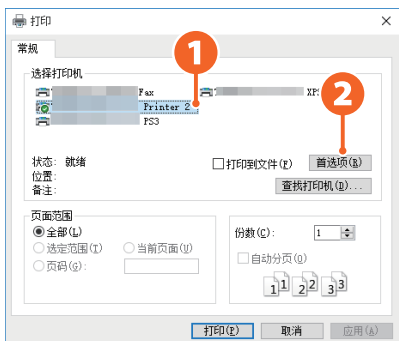 打印
常规
1
选择打印机
Fax
XP
Printer 2
2
PS3
状态: 就绪
打印到文件(F)
首选项(R)
位置:
备注:
查找打印机(D)...
页面范围
全部(L)
份数(C):
1
选定范围(T)
当前页面(U)
自动分页(O)
页码(G):
1 1 2 2 3 3
打印(P)
取消
应用(A)